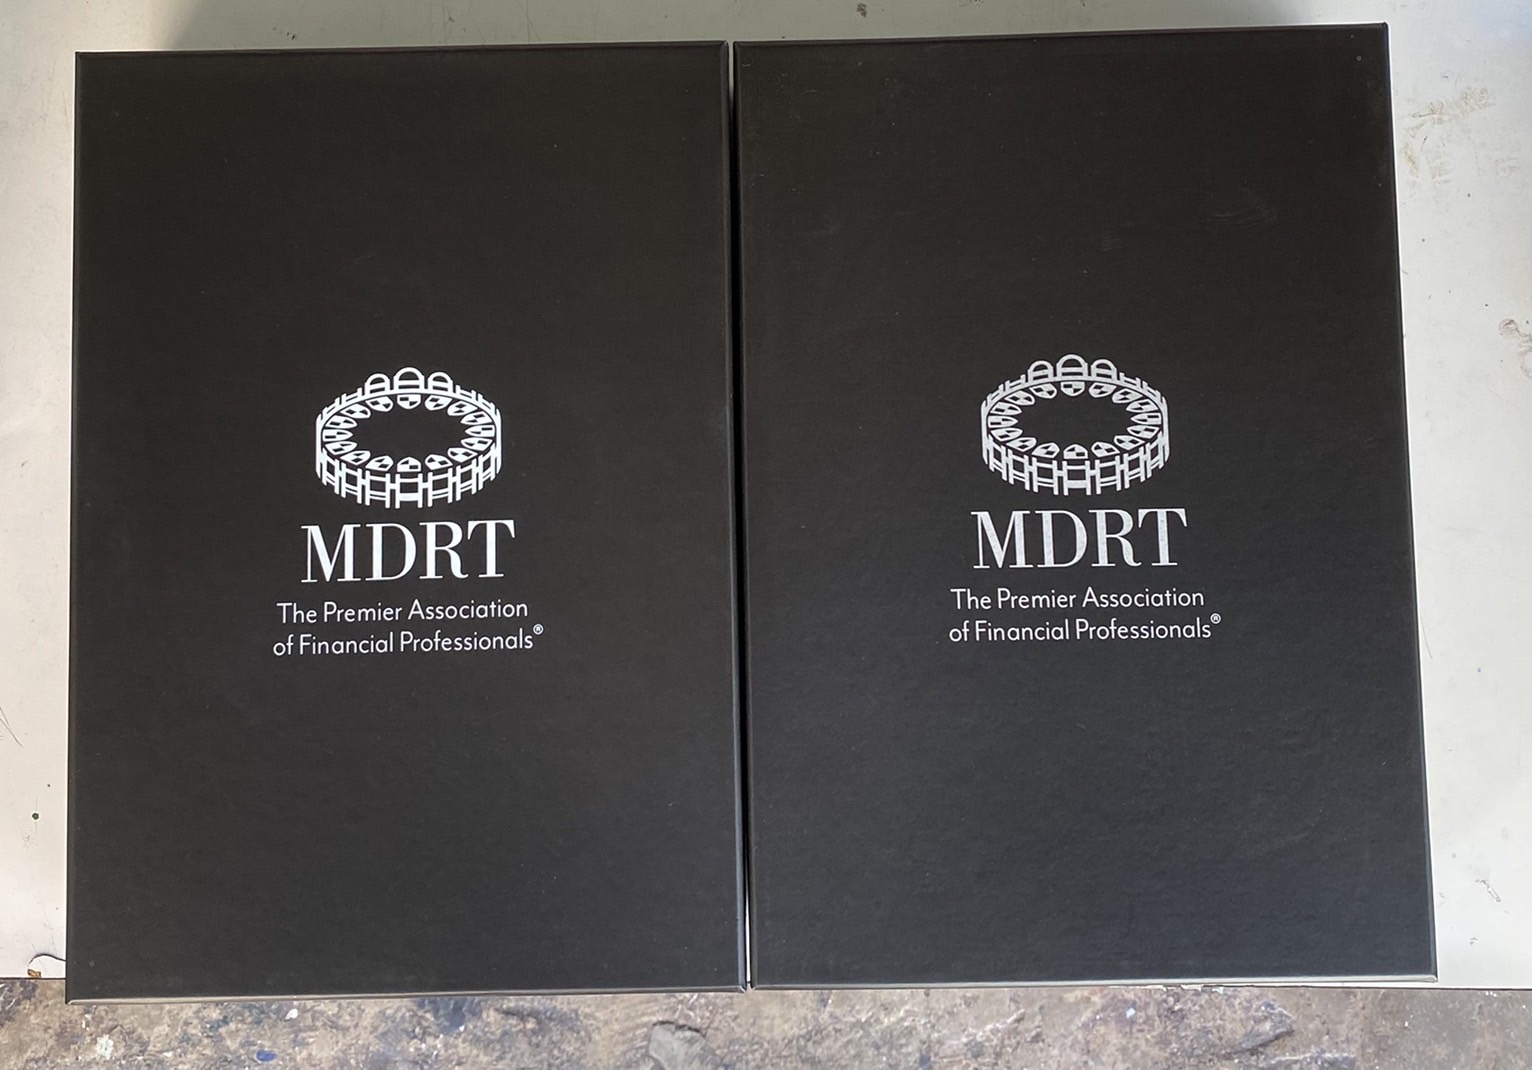 MDRT
The Premier Association
of Financial Professionals®
MDRT
The Premier Association
of Financial Professionals®